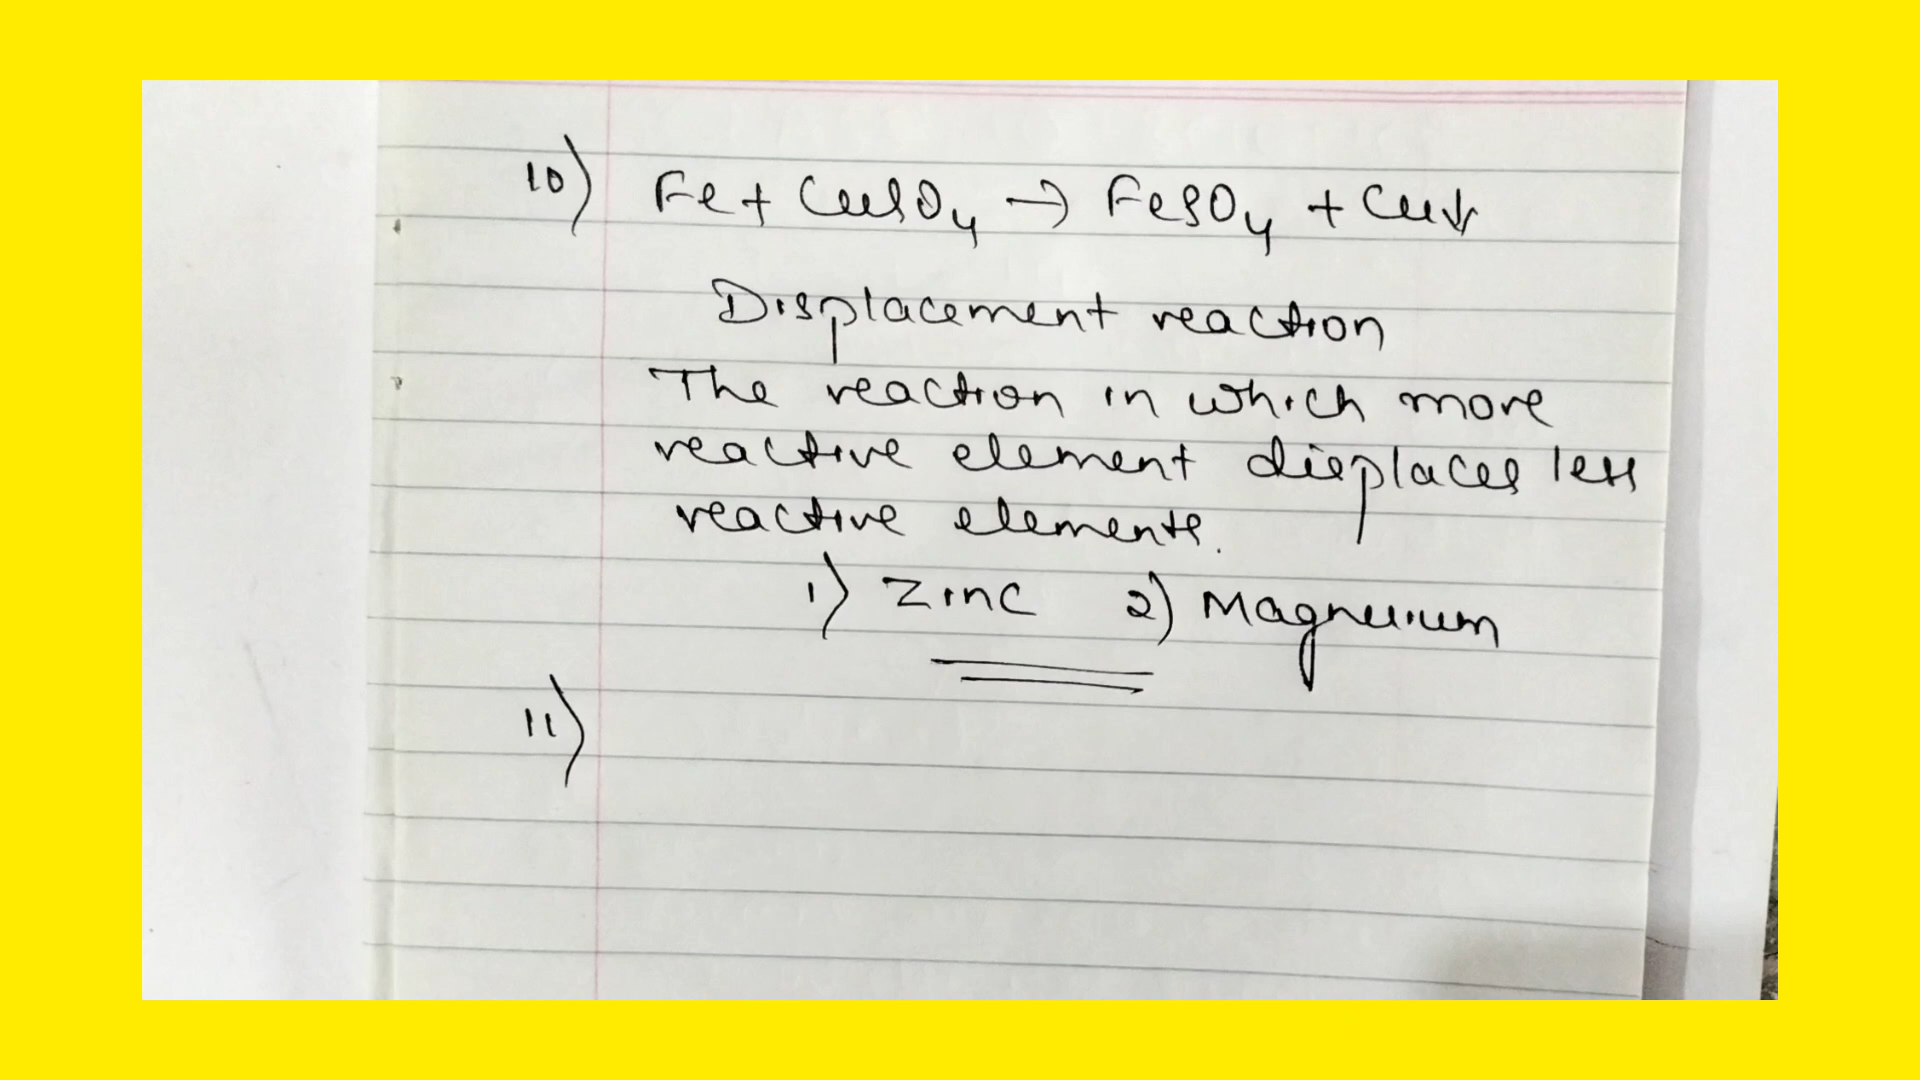 10) Fe + CuSO₄ → FeSO₄ + Cu↓
Displacement reaction
The reaction in which more
reactive element displaces less
reactive elements.
1) Zinc 2) Magnesium
11)